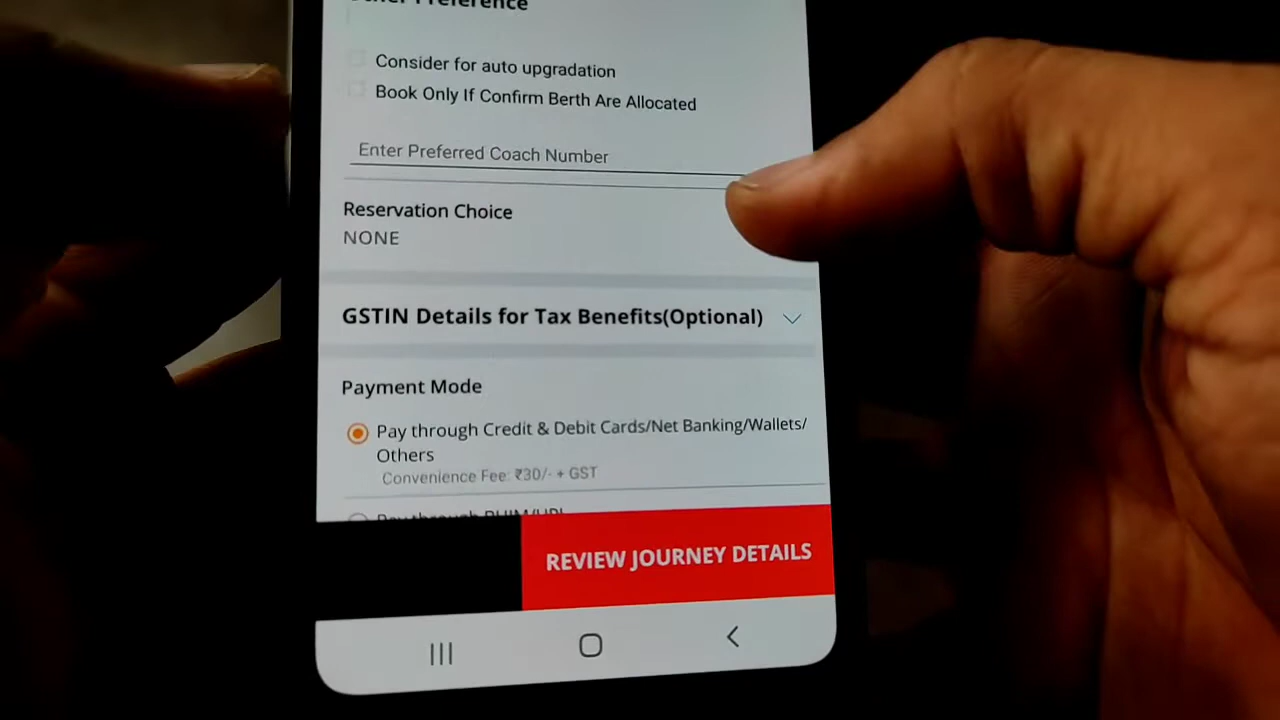 Other Preference
Consider for auto upgradation
Book Only If Confirm Berth Are Allocated
Enter Preferred Coach Number
Reservation Choice
NONE
GSTIN Details for Tax Benefits(Optional)
Payment Mode
Pay through Credit & Debit Cards/Net Banking/Wallets/
Others
Convenience Fee: ₹30/- + GST
Pay through BHIM/UPI
REVIEW JOURNEY DETAILS